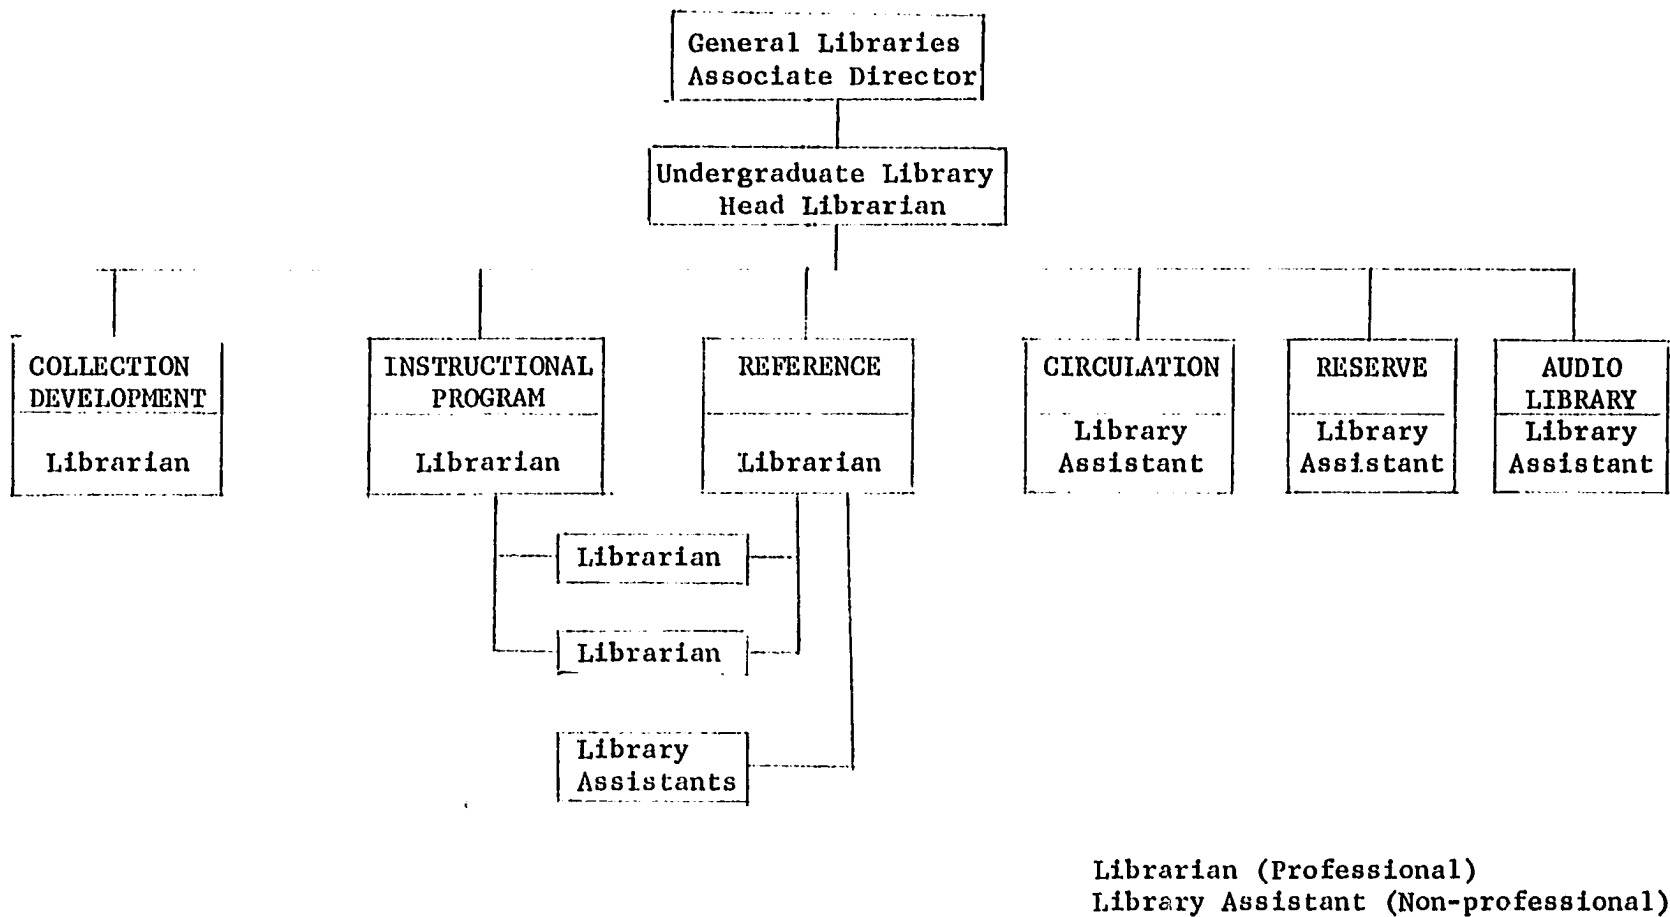 General Libraries
Associate Director
Undergraduate Library
Head Librarian
COLLECTION
DEVELOPMENT
Librarian
INSTRUCTIONAL
PROGRAM
Librarian
REFERENCE
Librarian
CIRCULATION
Library
Assistant
RESERVE
Library
Assistant
AUDIO
LIBRARY
Library
Assistant
Librarian
Librarian
Library
Assistants
Librarian (Professional)
Library Assistant (Non-professional)